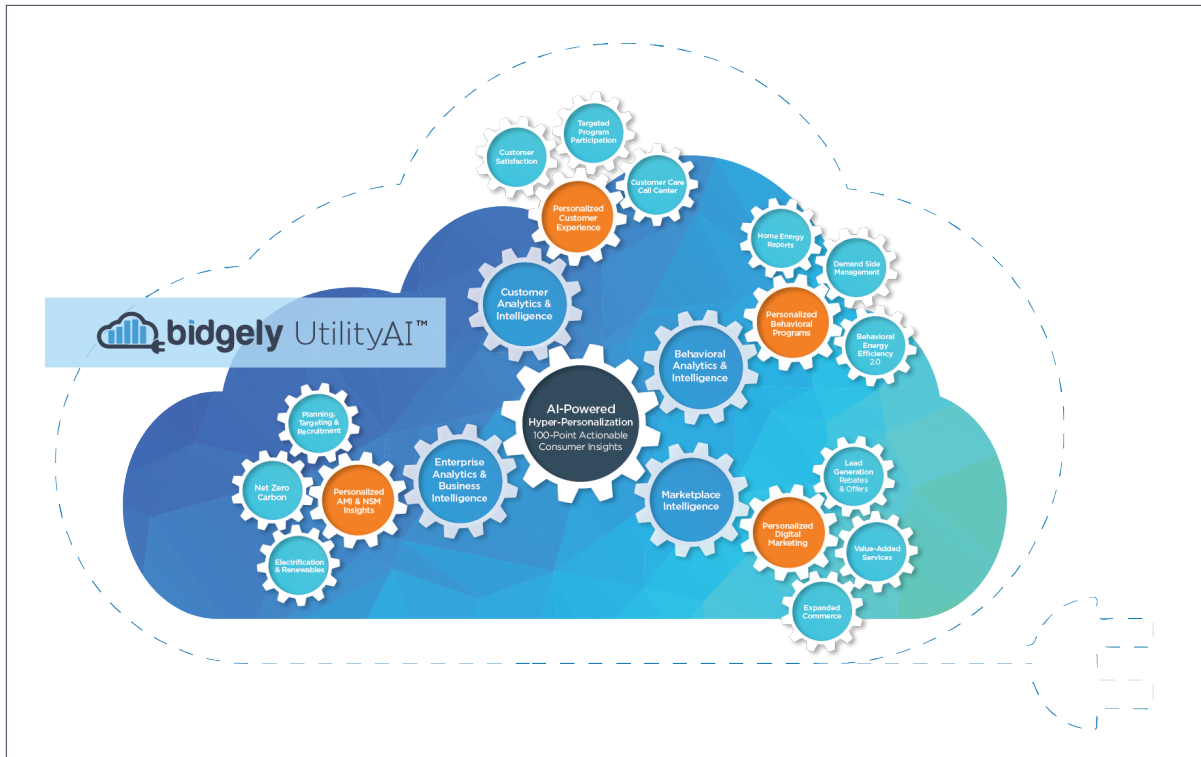 Targeted
Program
Participation
Customer
Satisfaction
Customer Care
Call Center
Personalized
Customer
Experience
Home Energy
Reports
Demand Side
Management
Customer
Analytics &
Intelligence
bidgely UtilityAI™
Personalized
Behavioral
Programs
Behavioral
Energy
Efficiency
2.0
Behavioral
Analytics &
Intelligence
AI-Powered
Hyper-Personalization
100-Point Actionable
Consumer Insights
Planning,
Targeting &
Recruitment
Enterprise
Analytics &
Business
Intelligence
Net Zero
Carbon
Personalized
AMI & NSM
Insights
Electrification
& Renewables
Marketplace
Intelligence
Lead
Generation
Rebates
& Offers
Personalized
Digital
Marketing
Value-Added
Services
Expanded
Commerce